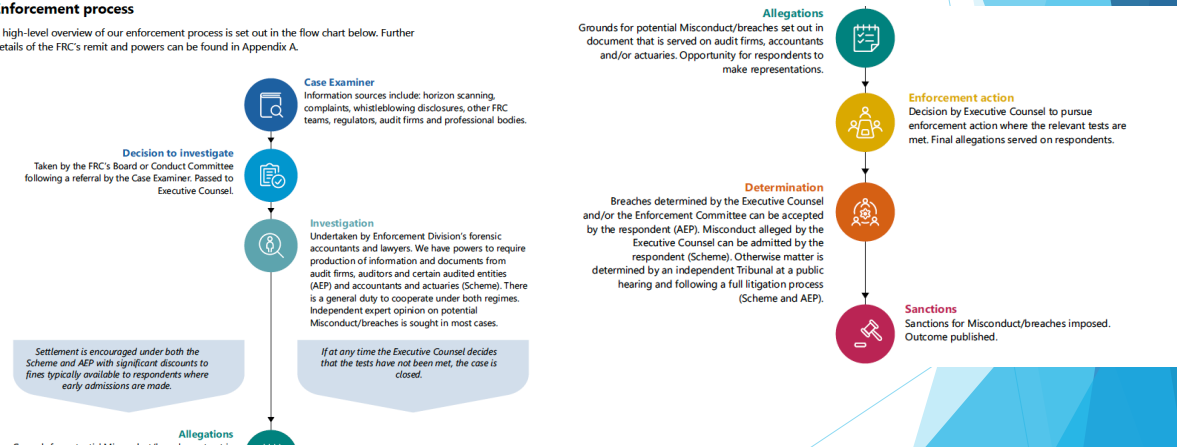 nforcement process
high-level overview of our enforcement process is set out in the flow chart below. Further
etails of the FRC's remit and powers can be found in Appendix A.
Case Examiner
Information sources include: horizon scanning,
complaints, whistleblowing disclosures, other FRC
teams, regulators, audit firms and professional bodies.
Decision to investigate
Taken by the FRC's Board or Conduct Committee
following a referral by the Case Examiner. Passed to
Executive Counsel.
Investigation
Undertaken by Enforcement Division's forensic
accountants and lawyers. We have powers to require
production of information and documents from
audit firms, auditors and certain audited entities
(AEP) and accountants and actuaries (Scheme). There
is a general duty to cooperate under both regimes.
Independent expert opinion on potential
Misconduct/breaches is sought in most cases.
Settlement is encouraged under both the
Scheme and AEP with significant discounts to
fines typically available to respondents where
early admissions are made.
If at any time the Executive Counsel decides
that the tests have not been met, the case is
closed.
Allegations
Allegations
Grounds for potential Misconduct/breaches set out in
document that is served on audit firms, accountants
and/or actuaries. Opportunity for respondents to
make representations.
Enforcement action
Decision by Executive Counsel to pursue
enforcement action where the relevant tests are
met. Final allegations served on respondents.
Determination
Breaches determined by the Executive Counsel
and/or the Enforcement Committee can be accepted
by the respondent (AEP). Misconduct alleged by the
Executive Counsel can be admitted by the
respondent (Scheme). Otherwise matter is
determined by an independent Tribunal at a public
hearing and following a full litigation process
(Scheme and AEP).
Sanctions
Sanctions for Misconduct/breaches imposed.
Outcome published.